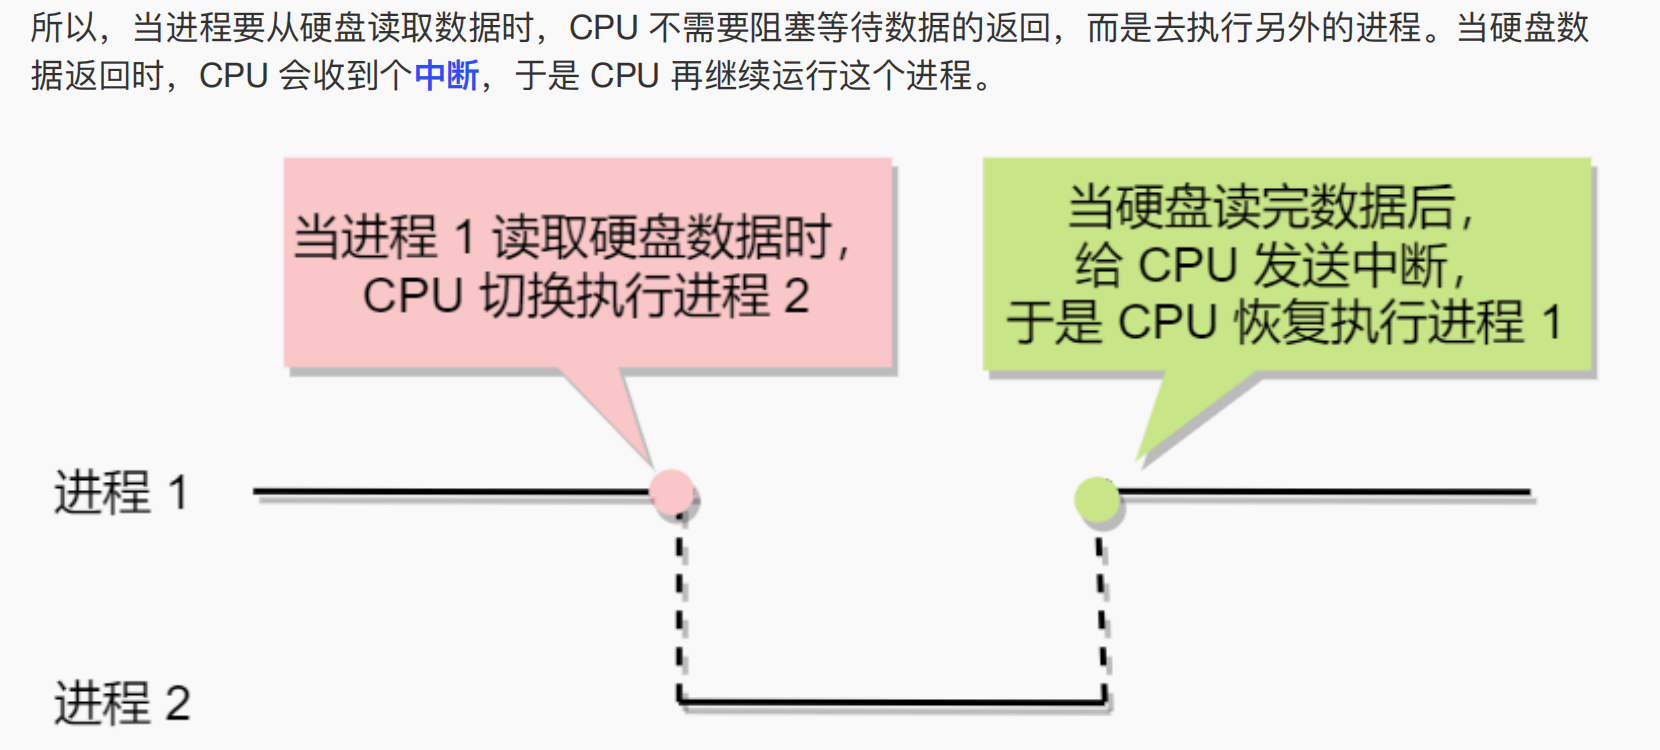 所以，当进程要从硬盘读取数据时，CPU 不需要阻塞等待数据的返回，而是去执行另外的进程。当硬盘数
据返回时，CPU 会收到个中断，于是 CPU 再继续运行这个进程。
当进程 1 读取硬盘数据时，
CPU 切换执行进程 2
当硬盘读完数据后，
给 CPU 发送中断，
于是 CPU 恢复执行进程 1
进程 1
进程 2